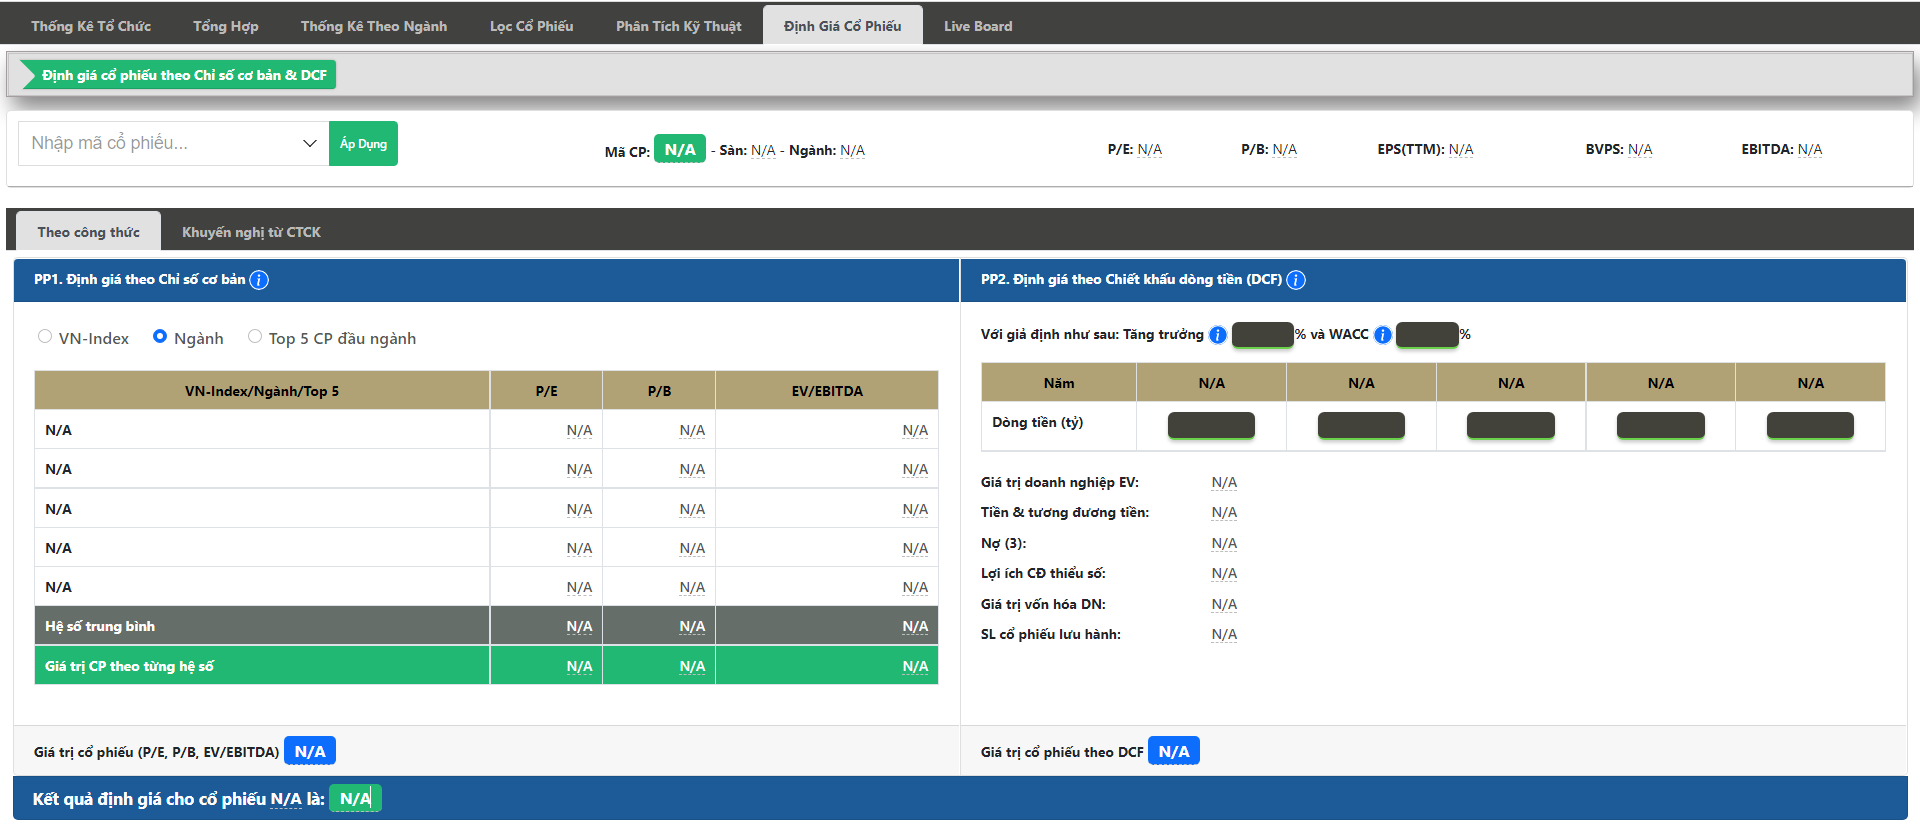 Thống Kê Tổ Chức Tổng Hợp Thống Kê Theo Ngành Lọc Cổ Phiếu Phân Tích Kỹ Thuật Định Giá Cổ Phiếu Live Board
Định giá cổ phiếu theo Chỉ số cơ bản & DCF
Nhập mã cổ phiếu... Áp Dụng Mã CP: N/A - Sàn: N/A - Ngành: N/A P/E: N/A P/B: N/A EPS(TTM): N/A BVPS: N/A EBITDA: N/A
Theo công thức Khuyến nghị từ CTCK
PP1. Định giá theo Chỉ số cơ bản i
VN-Index Ngành Top 5 CP đầu ngành
VN-Index/Ngành/Top 5 P/E P/B EV/EBITDA
N/A N/A N/A N/A
N/A N/A N/A N/A
N/A N/A N/A N/A
N/A N/A N/A N/A
N/A N/A N/A N/A
Hệ số trung bình N/A N/A N/A
Giá trị CP theo từng hệ số N/A N/A N/A
Giá trị cổ phiếu (P/E, P/B, EV/EBITDA) N/A
PP2. Định giá theo Chiết khấu dòng tiền (DCF) i
Với giả định như sau: Tăng trưởng i % và WACC i %
Năm N/A N/A N/A N/A N/A
Dòng tiền (tỷ)
Giá trị doanh nghiệp EV: N/A
Tiền & tương đương tiền: N/A
Nợ (3): N/A
Lợi ích CĐ thiểu số: N/A
Giá trị vốn hóa DN: N/A
SL cổ phiếu lưu hành: N/A
Giá trị cổ phiếu theo DCF N/A
Kết quả định giá cho cổ phiếu N/A là: N/A